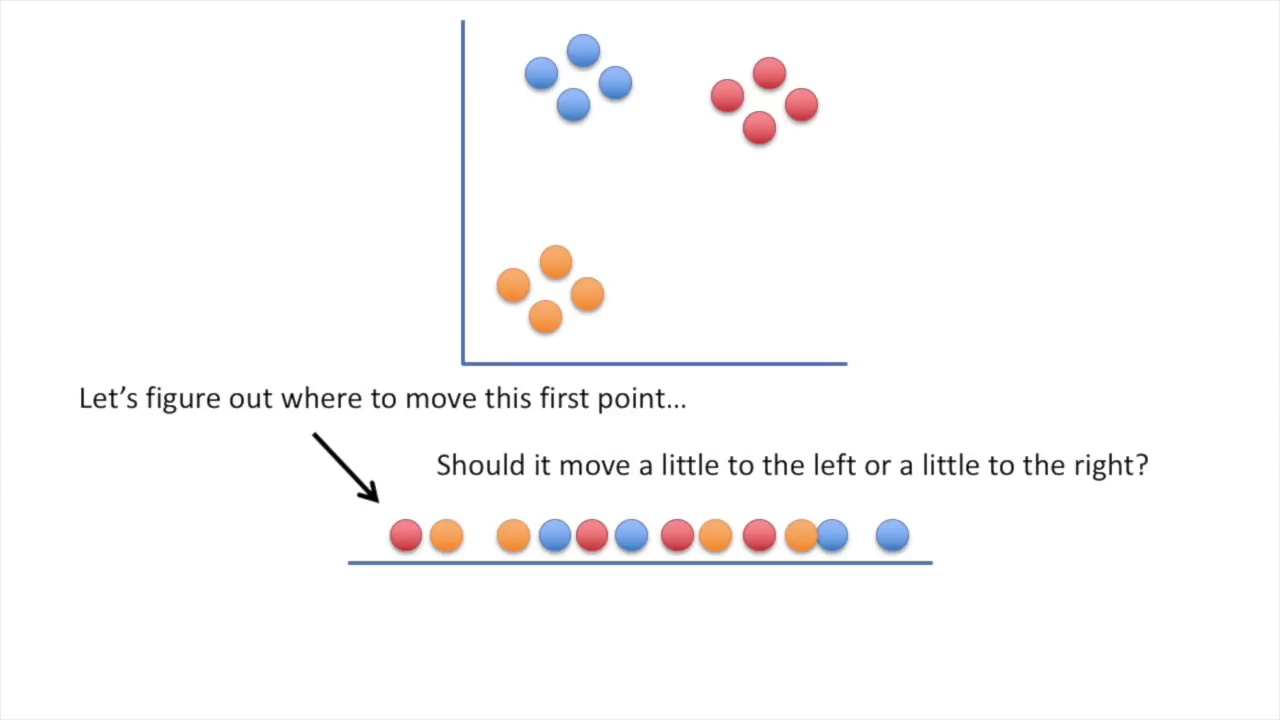 Let’s figure out where to move this first point…
Should it move a little to the left or a little to the right?